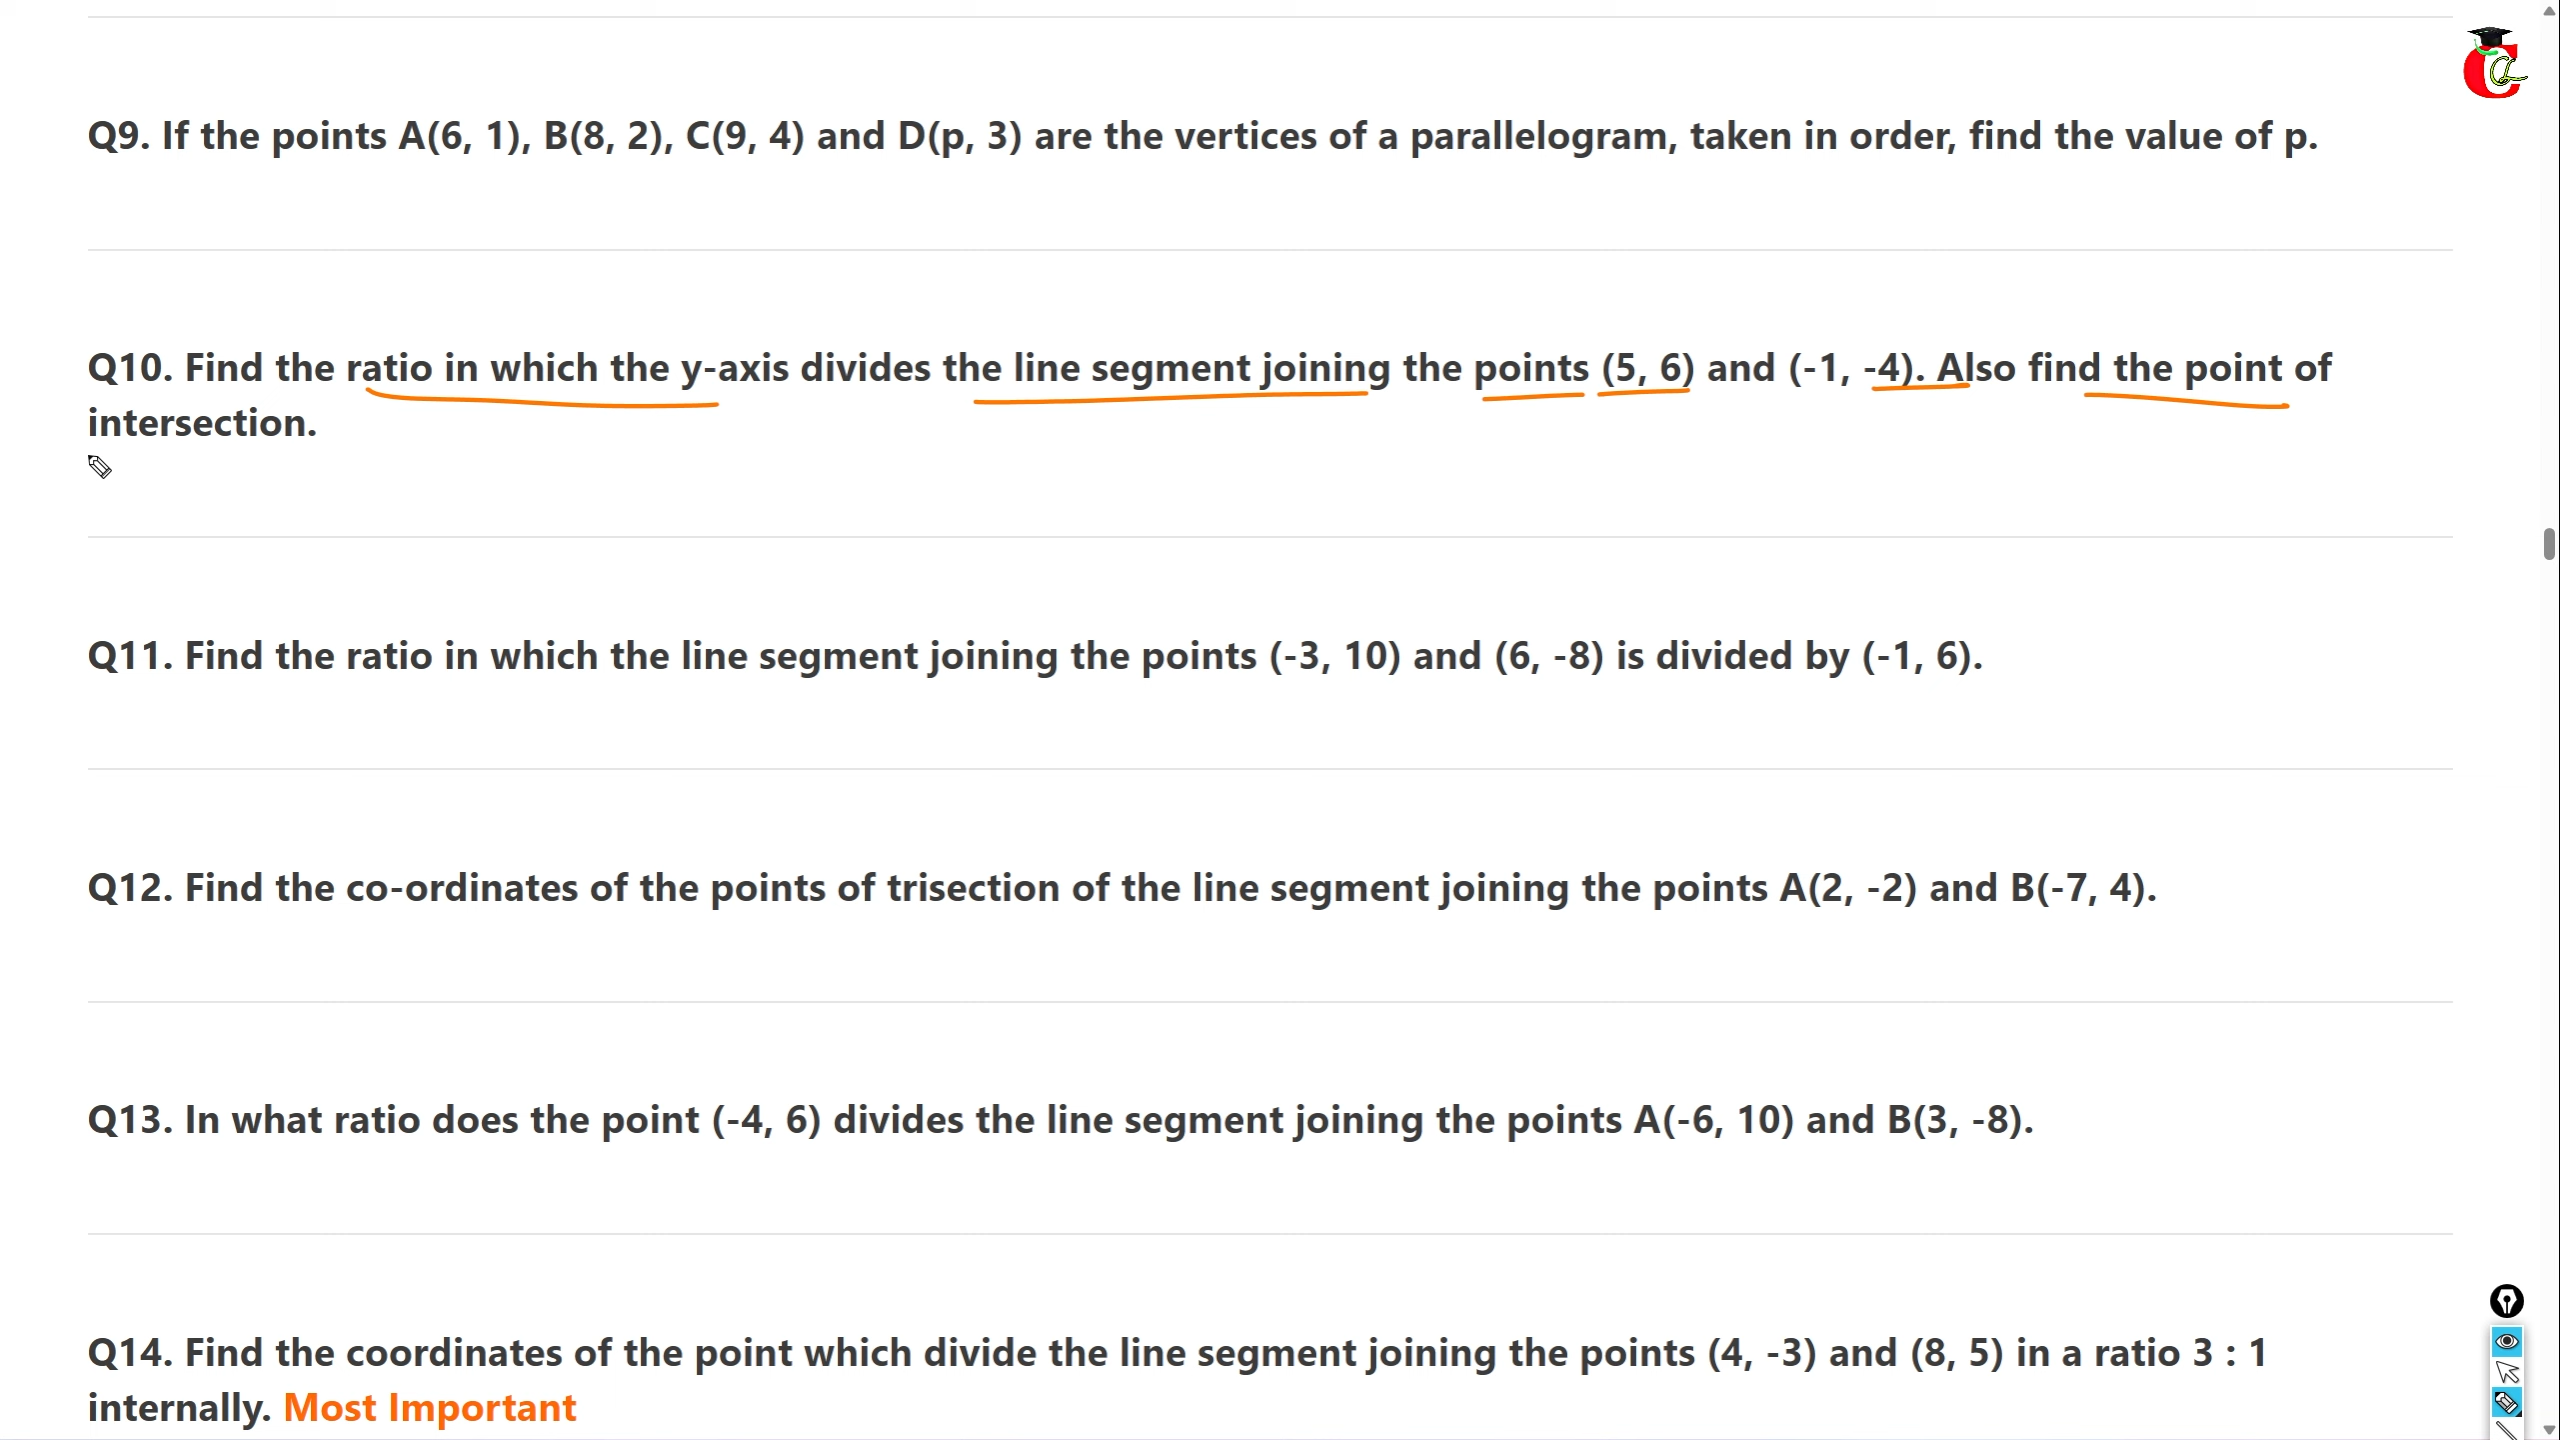 Q9. If the points A(6, 1), B(8, 2), C(9, 4) and D(p, 3) are the vertices of a parallelogram, taken in order, find the value of p.
Q10. Find the ratio in which the y-axis divides the line segment joining the points (5, 6) and (-1, -4). Also find the point of
intersection.
Q11. Find the ratio in which the line segment joining the points (-3, 10) and (6, -8) is divided by (-1, 6).
Q12. Find the co-ordinates of the points of trisection of the line segment joining the points A(2, -2) and B(-7, 4).
Q13. In what ratio does the point (-4, 6) divides the line segment joining the points A(-6, 10) and B(3, -8).
Q14. Find the coordinates of the point which divide the line segment joining the points (4, -3) and (8, 5) in a ratio 3 : 1
internally. Most Important